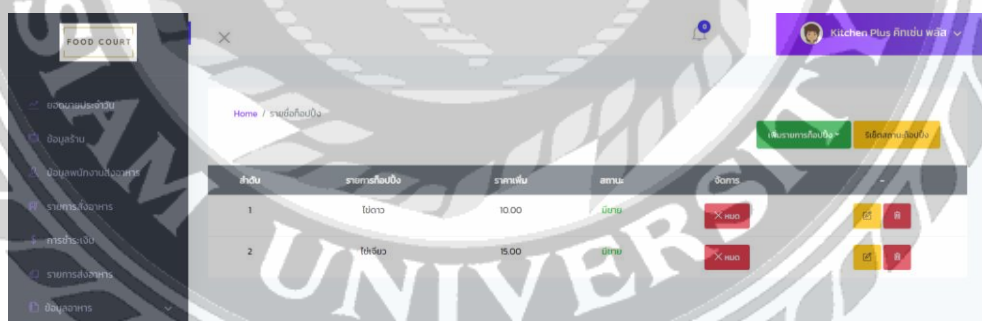 FOOD COURT
Kitchen Plus คิทเช่น พลัส
ยอดขายประจำวัน
ข้อมูลร้าน
ข้อมูลพนักงานส่งอาหาร
รายการสั่งอาหาร
การชำระเงิน
รายการส่งอาหาร
ข้อมูลอาหาร
Home / รายชื่อท็อปปิ้ง
เพิ่มรายการท็อปปิ้ง รีเซ็ตสถานะท็อปปิ้ง
ลำดับ รายการท็อปปิ้ง ราคาเพิ่ม สถานะ จัดการ -
1 ไข่ดาว 10.00 มีขาย หมด
2 ไข่เจียว 15.00 มีขาย หมด
SIAM UNIVERSITY